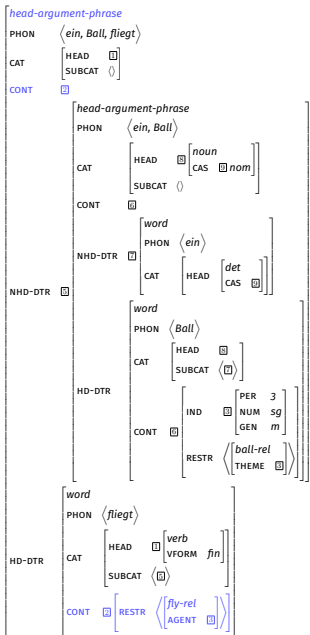 head-argument-phrase
PHON ⟨ein, Ball, fliegt⟩
CAT HEAD 1
SUBCAT ⟨⟩
CONT 2
head-argument-phrase
PHON ⟨ein, Ball⟩
CAT HEAD 8 noun
CAS 9 nom
SUBCAT ⟨⟩
CONT 6
NHD-DTR 5
NHD-DTR 7
word
PHON ⟨ein⟩
CAT HEAD det
CAS 9
HD-DTR
word
PHON ⟨Ball⟩
CAT HEAD 8
SUBCAT ⟨7⟩
CONT 6
IND 3
PER 3
NUM sg
GEN m
RESTR ⟨ball-rel
THEME 3⟩
HD-DTR
word
PHON ⟨fliegt⟩
CAT HEAD 1 verb
VFORM fin
SUBCAT ⟨5⟩
CONT 2 RESTR ⟨fly-rel
AGENT 3⟩